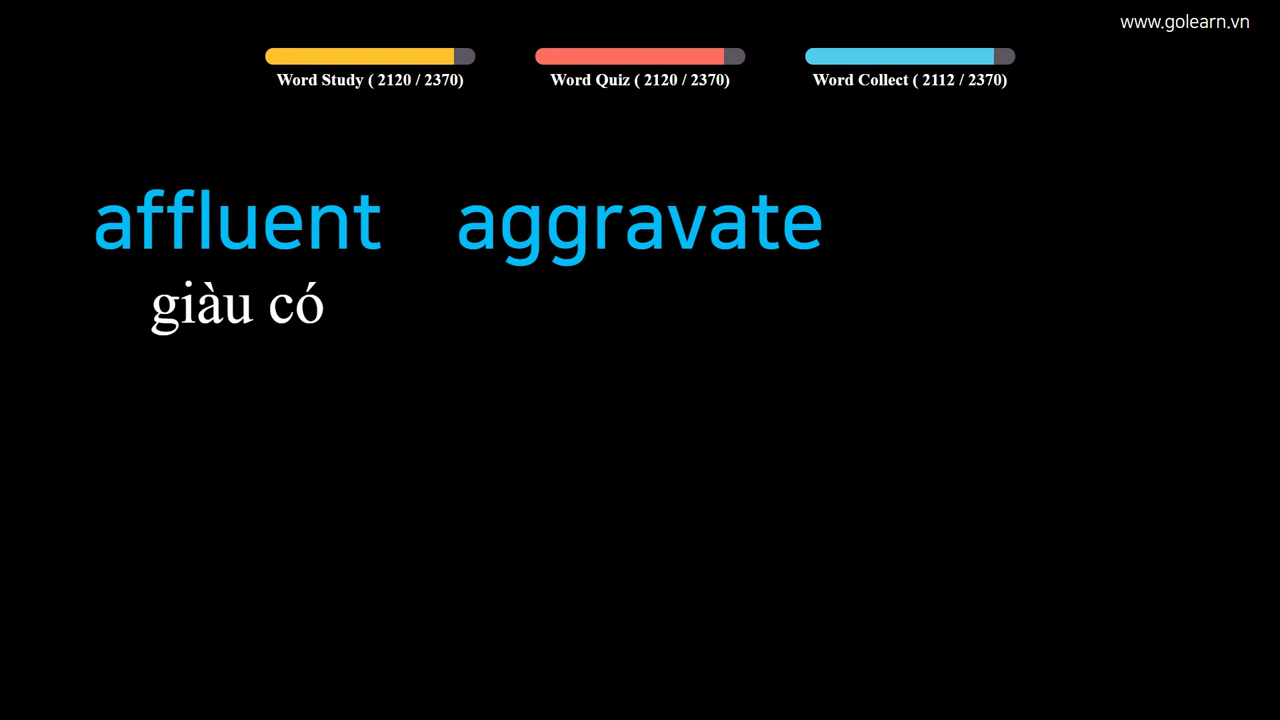 www.golearn.vn
Word Study ( 2120 / 2370)
Word Quiz ( 2120 / 2370)
Word Collect ( 2112 / 2370)
affluent aggravate
giàu có